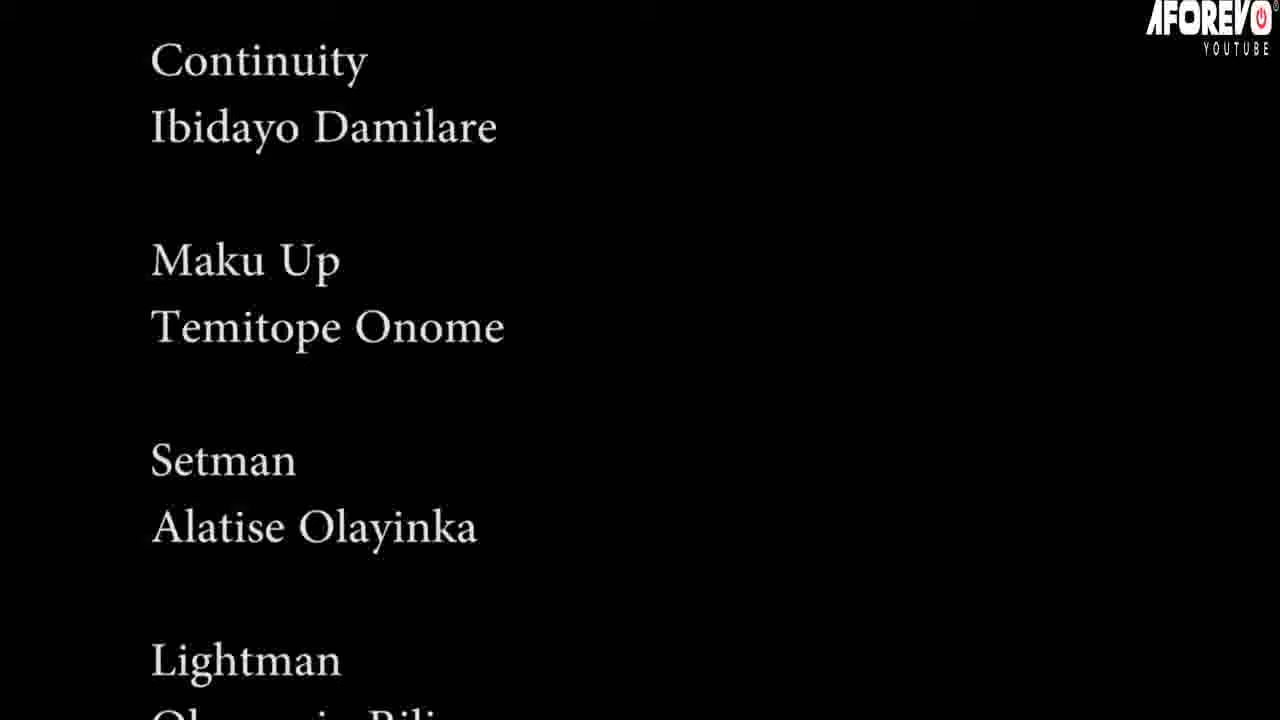 AFOREVO
YOUTUBE
Continuity
Ibidayo Damilare
Maku Up
Temitope Onome
Setman
Alatise Olayinka
Lightman